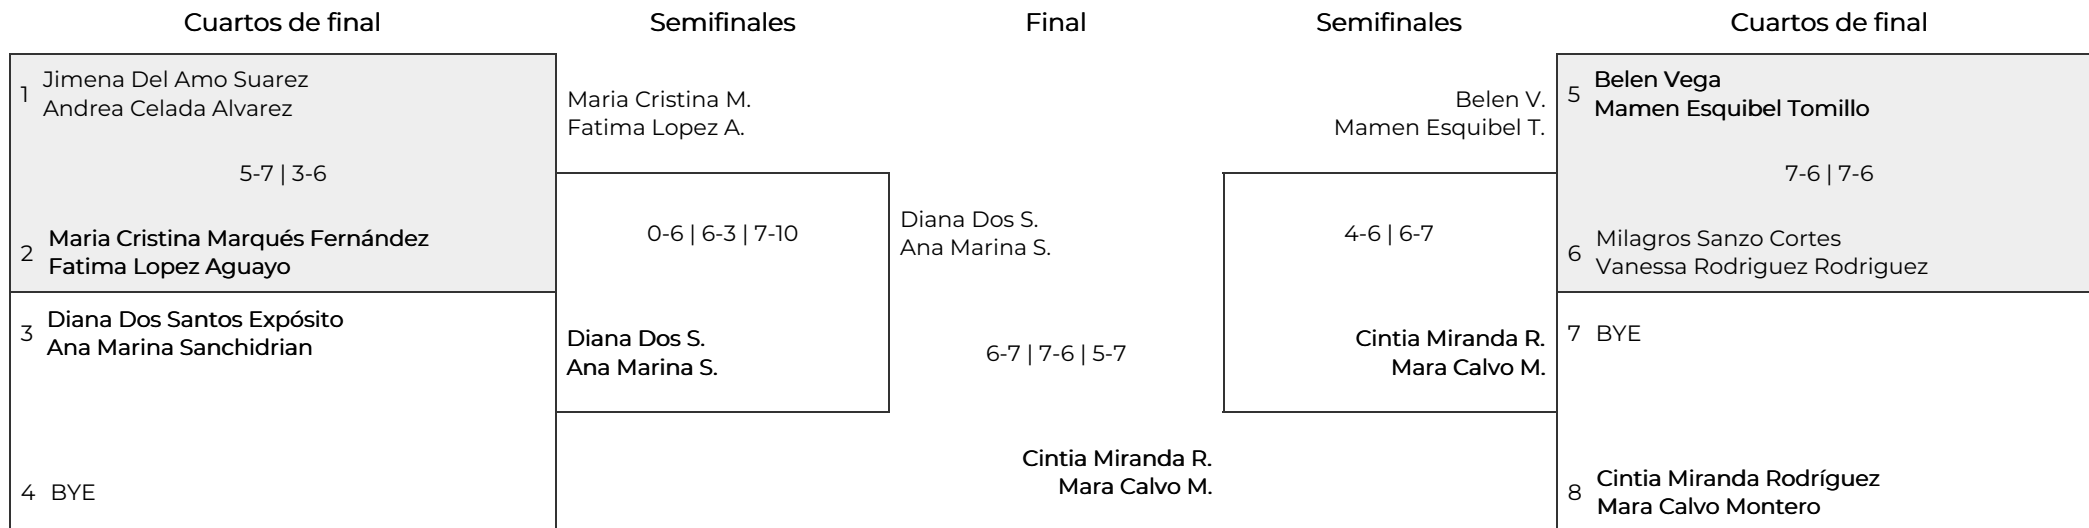 Cuartos de final
Semifinales
Final
Semifinales
Cuartos de final
1
Jimena Del Amo Suarez
Andrea Celada Alvarez
5-7 | 3-6
2
Maria Cristina Marqués Fernández
Fatima Lopez Aguayo
3
Diana Dos Santos Expósito
Ana Marina Sanchidrian
4 BYE
Maria Cristina M.
Fatima Lopez A.
0-6 | 6-3 | 7-10
Diana Dos S.
Ana Marina S.
Diana Dos S.
Ana Marina S.
6-7 | 7-6 | 5-7
Cintia Miranda R.
Mara Calvo M.
Belen V.
Mamen Esquibel T.
4-6 | 6-7
Cintia Miranda R.
Mara Calvo M.
5
Belen Vega
Mamen Esquibel Tomillo
7-6 | 7-6
6
Milagros Sanzo Cortes
Vanessa Rodriguez Rodriguez
7 BYE
8
Cintia Miranda Rodríguez
Mara Calvo Montero